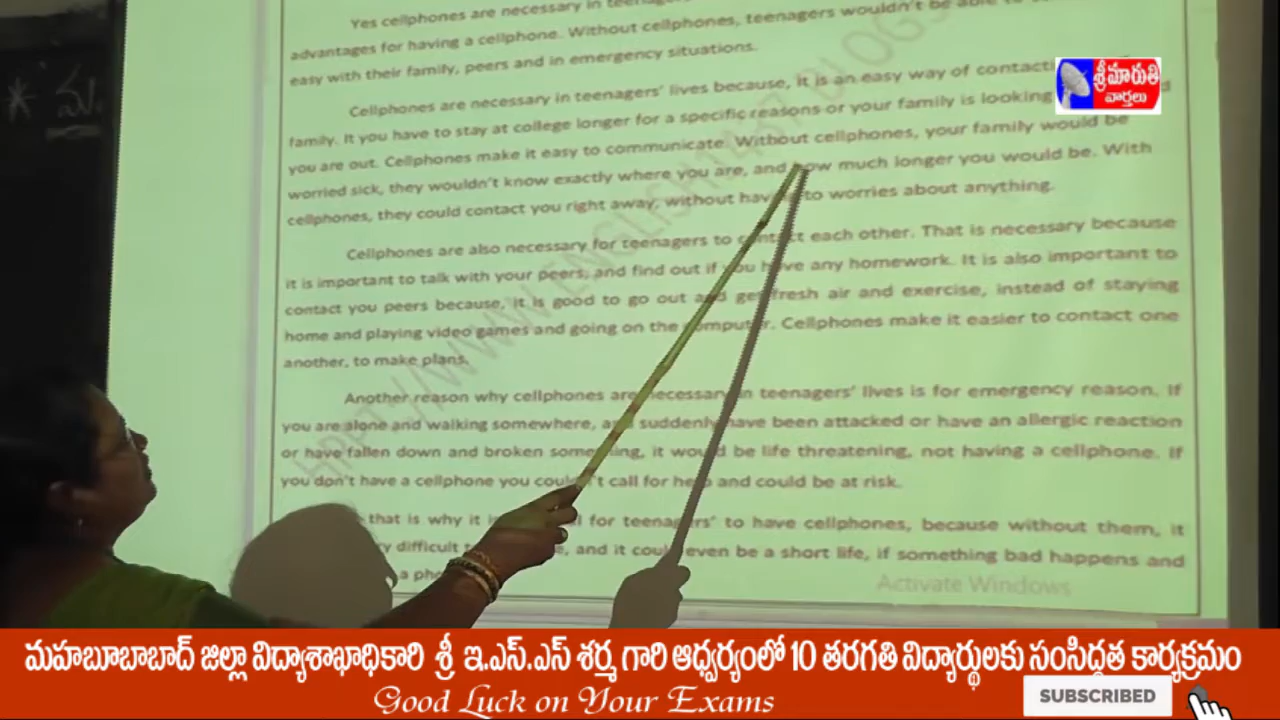 Yes cellphones are necessary in
advantages for having a cellphone. Without cellphones, teenagers wouldn't be
easy with their family, peers and in emergency situations.
Cellphones are necessary in teenagers' lives because, it is an easy way of
family. It you have to stay at college longer for a specific reasons or your family is looking
you are out. Cellphones make it easy to communicate. Without cellphones, your family would be
worried sick, they wouldn't know exactly where you are, and how much longer you would be. With
cellphones, they could contact you right away, without having to worries about anything.
Cellphones are also necessary for teenagers to contact each other. That is necessary because
it is important to talk with your peers, and find out if you have any homework. It is also important to
contact you peers because, it is good to go out and get fresh air and exercise, instead of staying
home and playing video games and going on the computer. Cellphones make it easier to contact one
another, to make plans.
Another reason why cellphones are necessary in teenagers' lives is for emergency reason. If
you are alone and walking somewhere, and suddenly have been attacked or have an allergic reaction
or have fallen down and broken something, it would be life threatening, not having a cellphone. If
you don't have a cellphone you couldn't call for help and could be at risk.
that is why it for teenagers' to have cellphones, because without them, it
difficult and it could even be a short life, if something bad happens and
a
Activate Windows
శ్రీమారుతి
వార్తలు
మహబూబాబాద్ జిల్లా విద్యాశాఖాధికారి శ్రీ ఇ.ఎస్.ఎస్ శర్మ గారి ఆధ్వర్యంలో 10 తరగతి విద్యార్థులకు సంసిద్ధత కార్యక్రమం
Good Luck on Your Exams
SUBSCRIBED